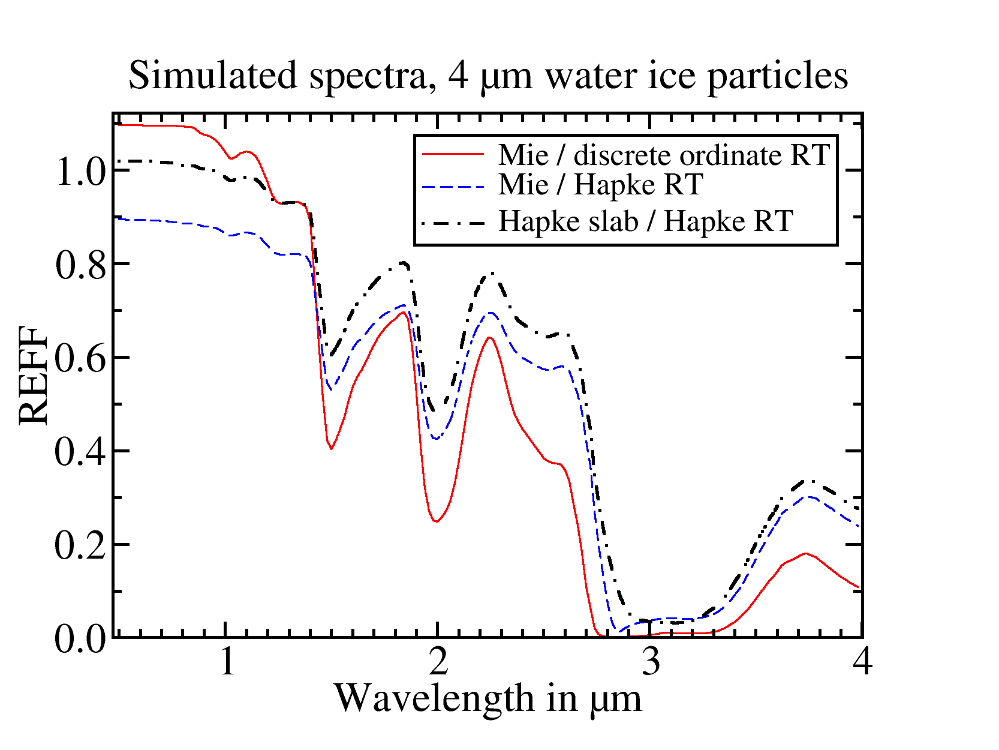 Simulated spectra, 4 µm water ice particles
Mie / discrete ordinate RT
Mie / Hapke RT
Hapke slab / Hapke RT
REFF
1.0
0.8
0.6
0.4
0.2
0.0
1 2 3 4
Wavelength in µm